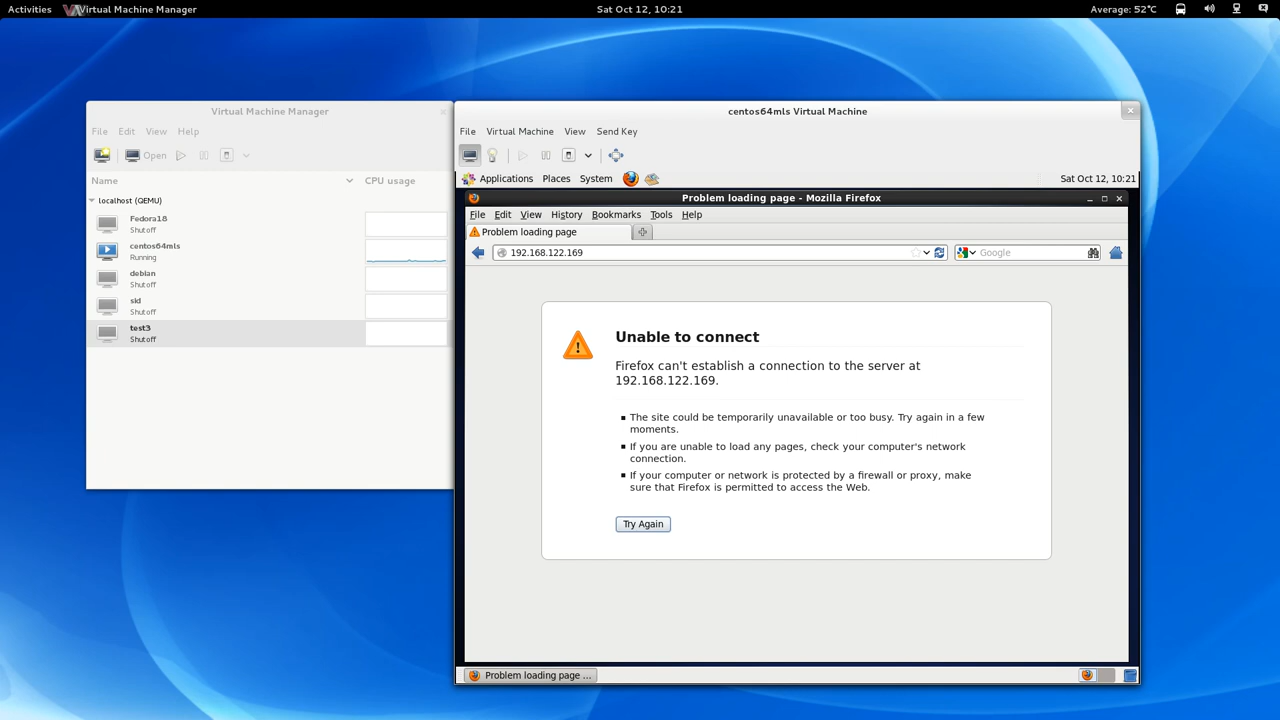 Activities Virtual Machine Manager Sat Oct 12, 10:21 Average: 52°C
Virtual Machine Manager
File Edit View Help
Open
Name CPU usage
localhost (QEMU)
Fedora18
Shutoff
centos64mls
Running
debian
Shutoff
sid
Shutoff
test3
Shutoff
centos64mls Virtual Machine
File Virtual Machine View Send Key
Applications Places System Sat Oct 12, 10:21
Problem loading page - Mozilla Firefox
File Edit View History Bookmarks Tools Help
Problem loading page
192.168.122.169 Google
Unable to connect
Firefox can't establish a connection to the server at
192.168.122.169.
The site could be temporarily unavailable or too busy. Try again in a few
moments.
If you are unable to load any pages, check your computer's network
connection.
If your computer or network is protected by a firewall or proxy, make
sure that Firefox is permitted to access the Web.
Try Again
Problem loading page ...